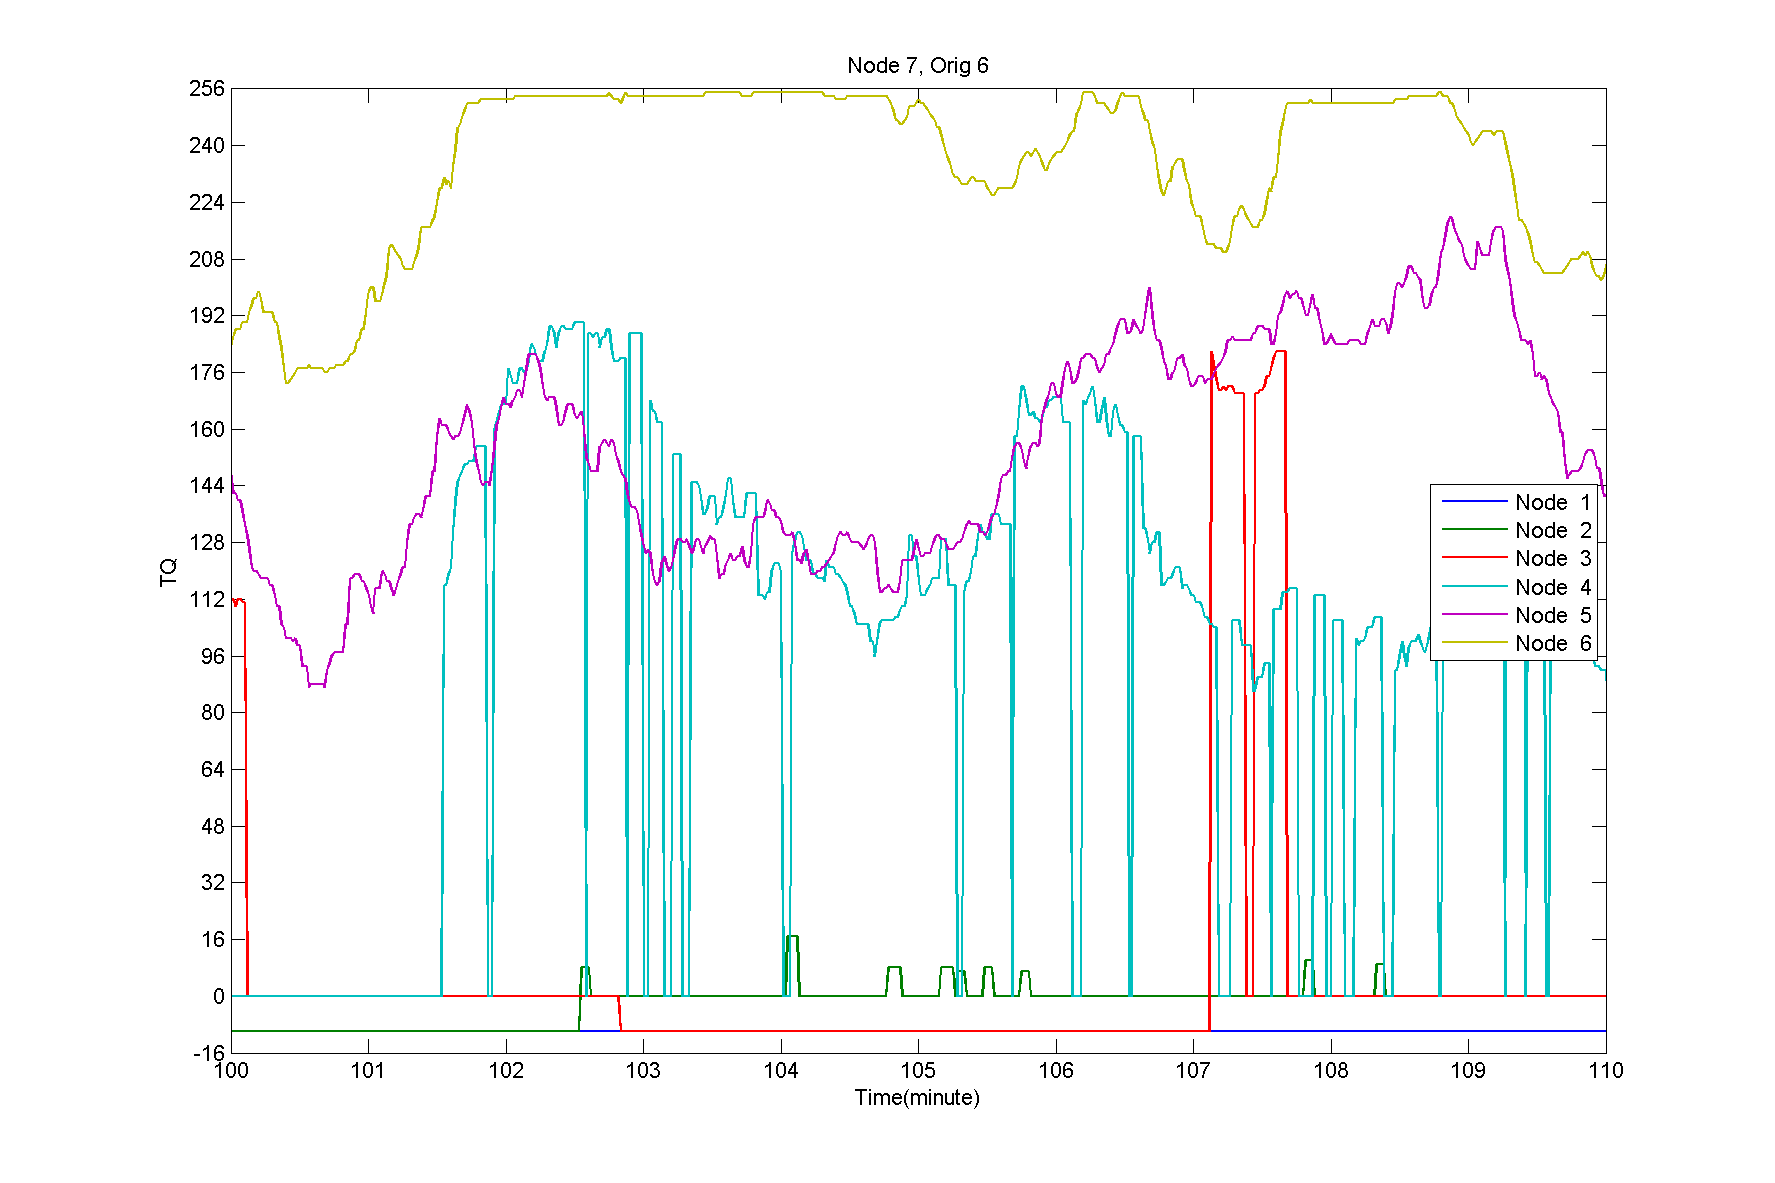 Node 7, Orig 6
256
240
224
208
192
176
160
144
128
112
96
80
64
48
32
16
0
-16
TQ
Node 1
Node 2
Node 3
Node 4
Node 5
Node 6
100 101 102 103 104 105 106 107 108 109 110
Time(minute)